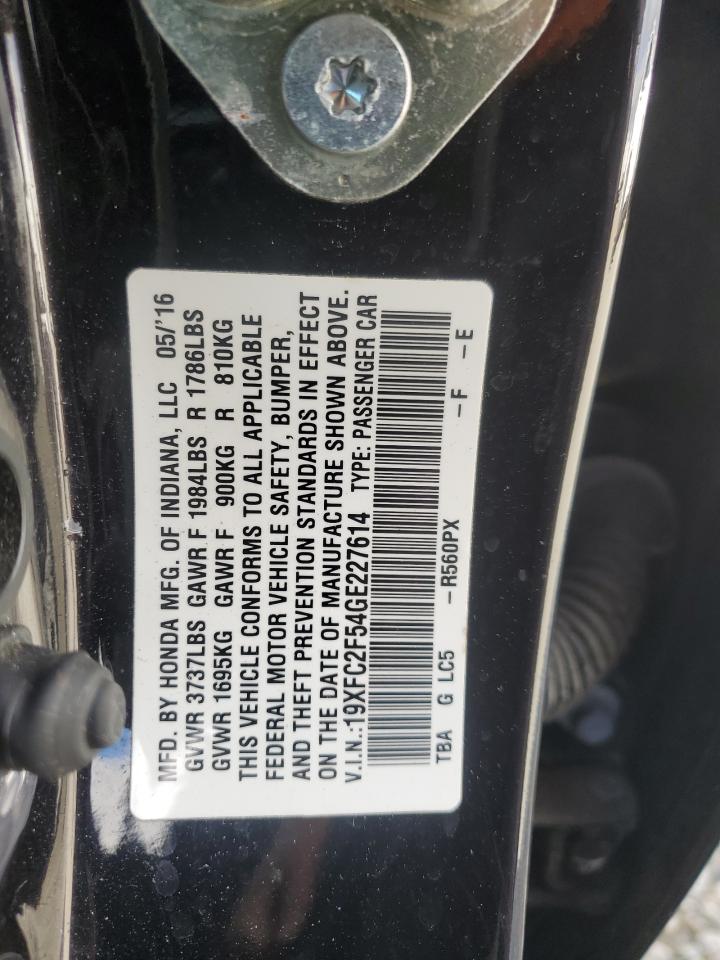 MFD. BY HONDA MFG. OF INDIANA, LLC 05/'16
GVWR 3737LBS GAWR F 1984LBS R 1786LBS
GVWR 1695KG GAWR F 900KG R 810KG
THIS VEHICLE CONFORMS TO ALL APPLICABLE
FEDERAL MOTOR VEHICLE SAFETY, BUMPER,
AND THEFT PREVENTION STANDARDS IN EFFECT
ON THE DATE OF MANUFACTURE SHOWN ABOVE.
V.I.N.:19XFC2F54GE227614 TYPE: PASSENGER CAR
TBA G LC5 -R560PX -F -E